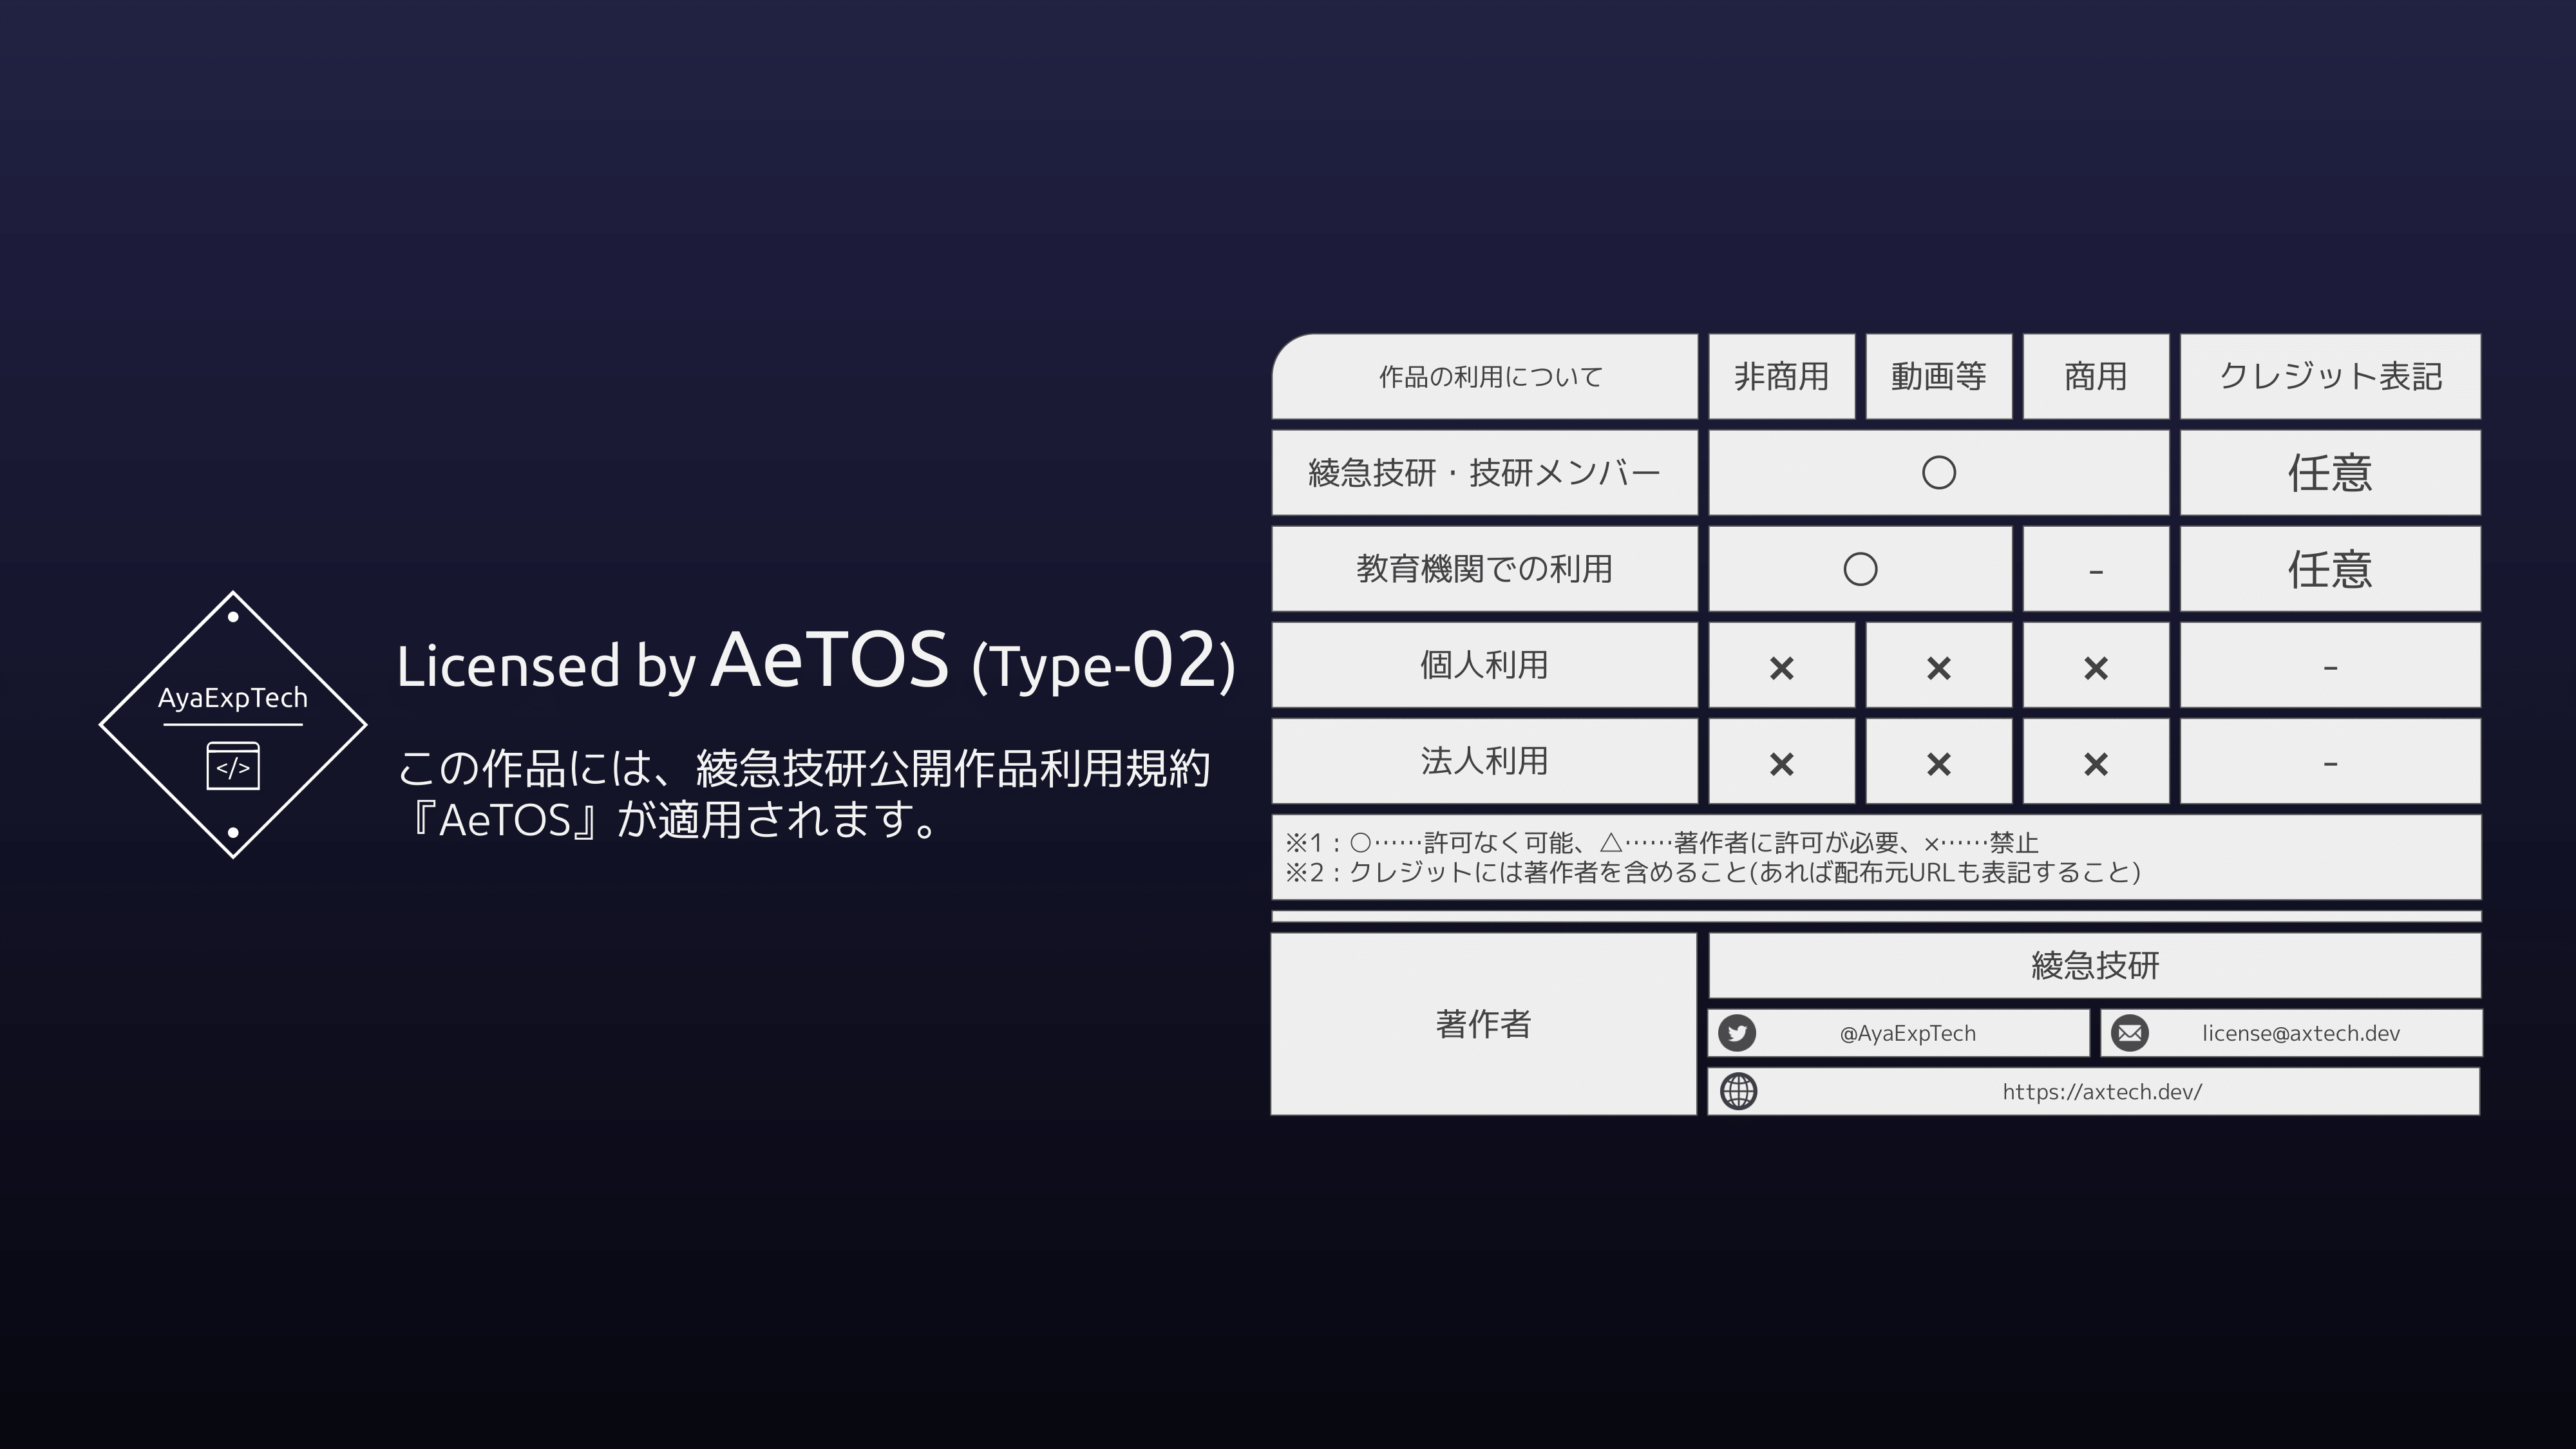 AyaExpTech
</>
Licensed by AeTOS (Type-02)
この作品には、綾急技研公開作品利用規約
『AeTOS』が適用されます。
作品の利用について 非商用 動画等 商用 クレジット表記
綾急技研・技研メンバー ○ 任意
教育機関での利用 ○ - 任意
個人利用 × × × -
法人利用 × × × -
※1：○……許可なく可能、△……著作者に許可が必要、×……禁止
※2：クレジットには著作者を含めること(あれば配布元URLも表記すること)
著作者
綾急技研
@AyaExpTech license@axtech.dev
https://axtech.dev/